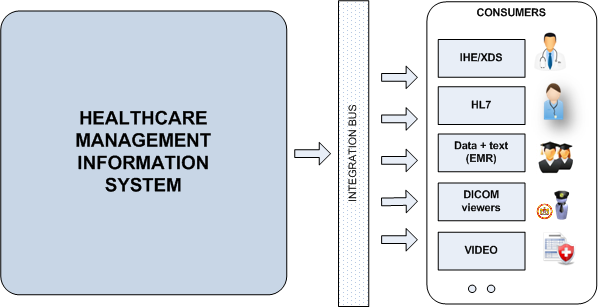 HEALTHCARE
MANAGEMENT
INFORMATION
SYSTEM
INTEGRATION BUS
CONSUMERS
IHE/XDS
HL7
Data + text
(EMR)
DICOM
viewers
VIDEO